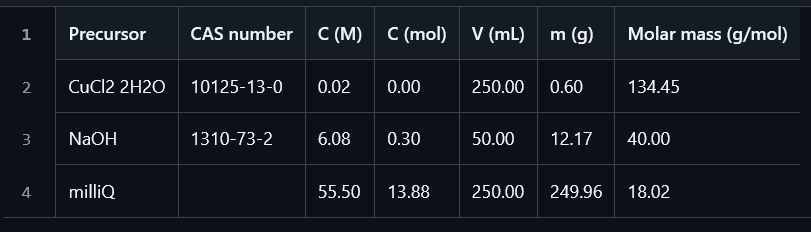 1 Precursor CAS number C (M) C (mol) V (mL) m (g) Molar mass (g/mol)
2 CuCl2 2H2O 10125-13-0 0.02 0.00 250.00 0.60 134.45
3 NaOH 1310-73-2 6.08 0.30 50.00 12.17 40.00
4 milliQ 55.50 13.88 250.00 249.96 18.02